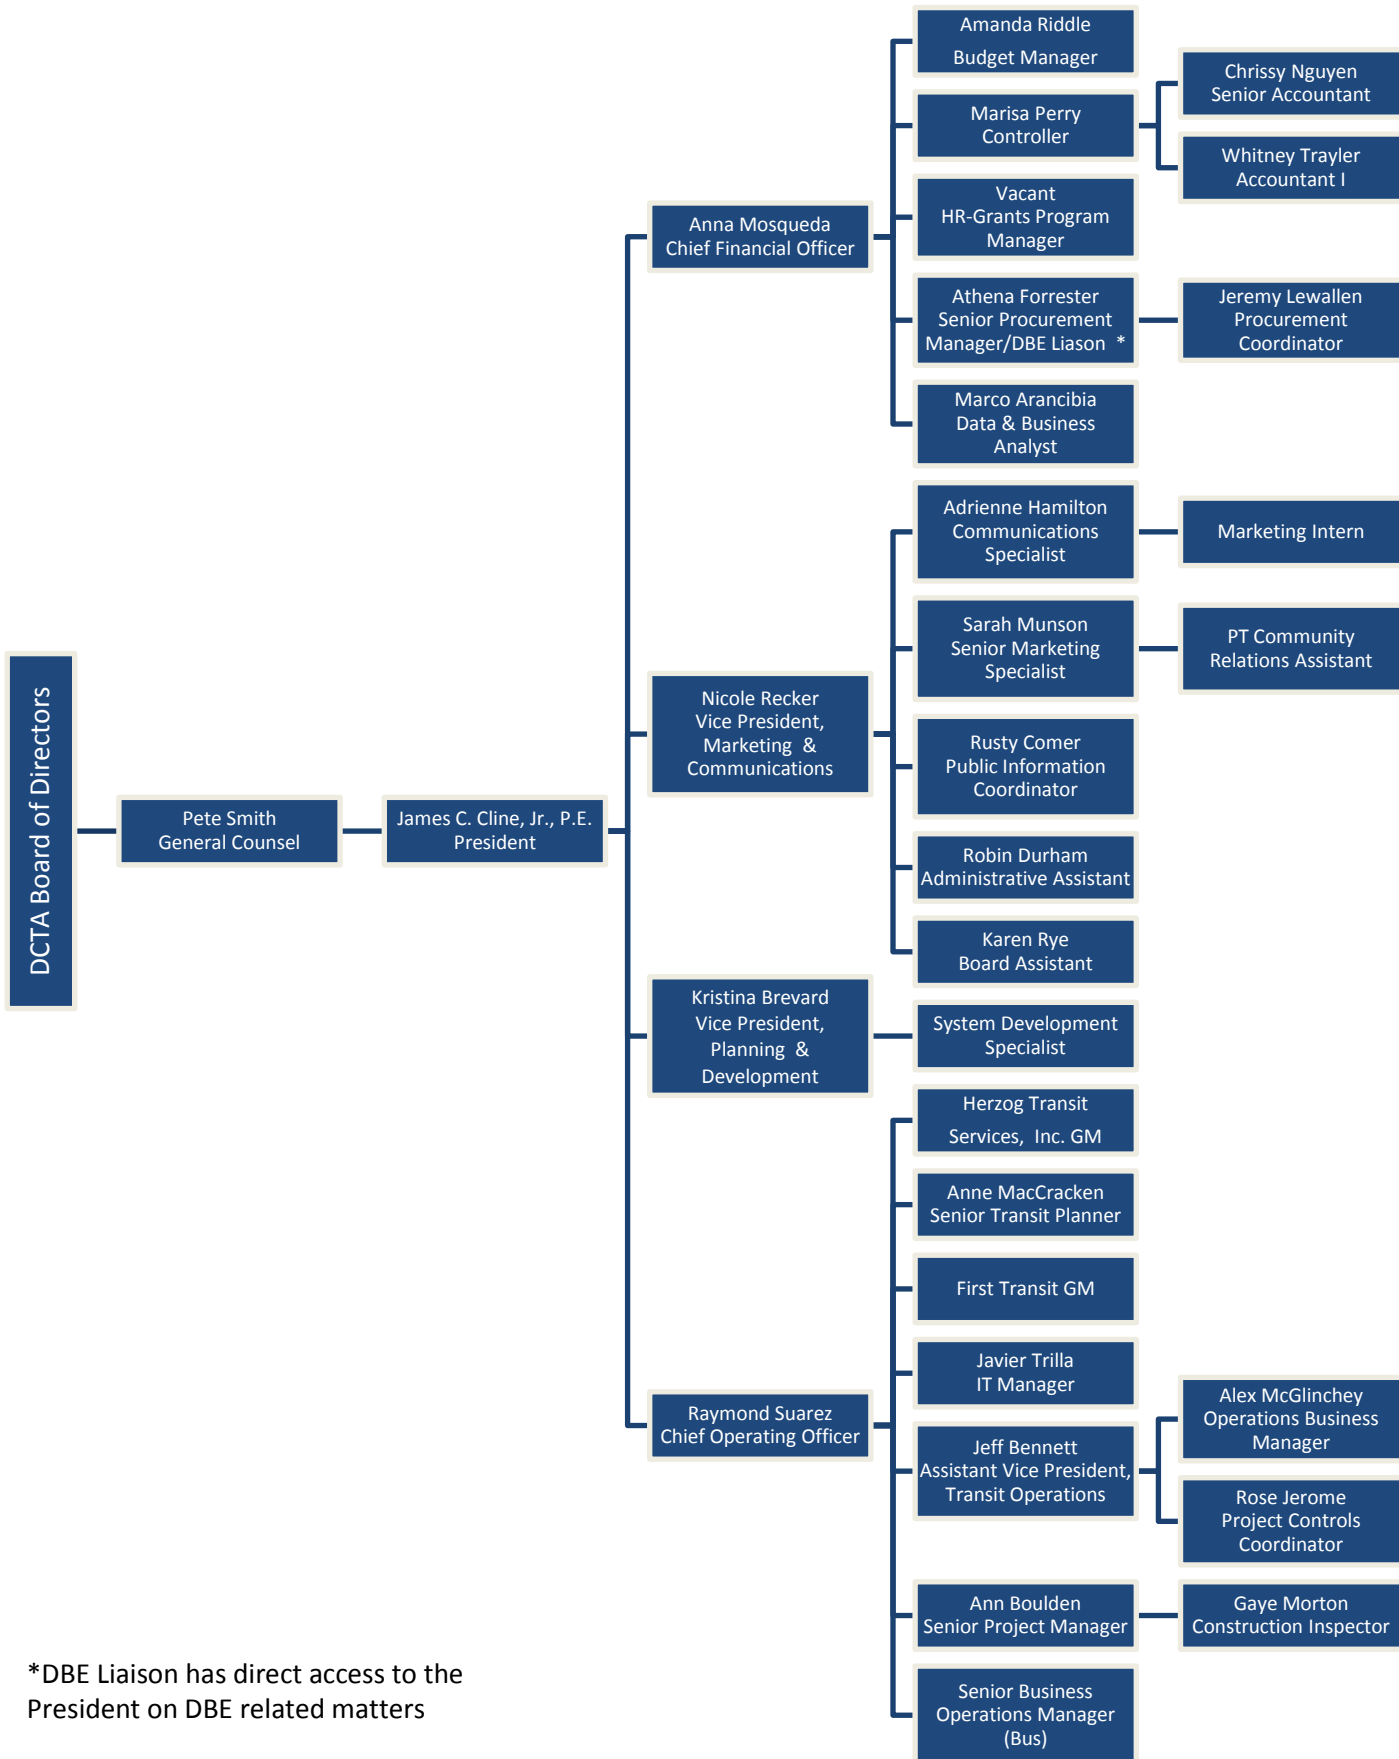 DCTA Board of Directors
Pete Smith
General Counsel
James C. Cline, Jr., P.E.
President
Anna Mosqueda
Chief Financial Officer
Amanda Riddle
Budget Manager
Marisa Perry
Controller
Chrissy Nguyen
Senior Accountant
Whitney Trayler
Accountant I
Vacant
HR-Grants Program
Manager
Athena Forrester
Senior Procurement
Manager/DBE Liason *
Jeremy Lewallen
Procurement
Coordinator
Marco Arancibia
Data & Business
Analyst
Nicole Recker
Vice President,
Marketing &
Communications
Adrienne Hamilton
Communications
Specialist
Marketing Intern
Sarah Munson
Senior Marketing
Specialist
PT Community
Relations Assistant
Rusty Comer
Public Information
Coordinator
Robin Durham
Administrative Assistant
Karen Rye
Board Assistant
Kristina Brevard
Vice President,
Planning &
Development
System Development
Specialist
Raymond Suarez
Chief Operating Officer
Herzog Transit
Services, Inc. GM
Anne MacCracken
Senior Transit Planner
First Transit GM
Javier Trilla
IT Manager
Jeff Bennett
Assistant Vice President,
Transit Operations
Alex McGlinchey
Operations Business
Manager
Rose Jerome
Project Controls
Coordinator
Ann Boulden
Senior Project Manager
Gaye Morton
Construction Inspector
Senior Business
Operations Manager
(Bus)
*DBE Liaison has direct access to the
President on DBE related matters